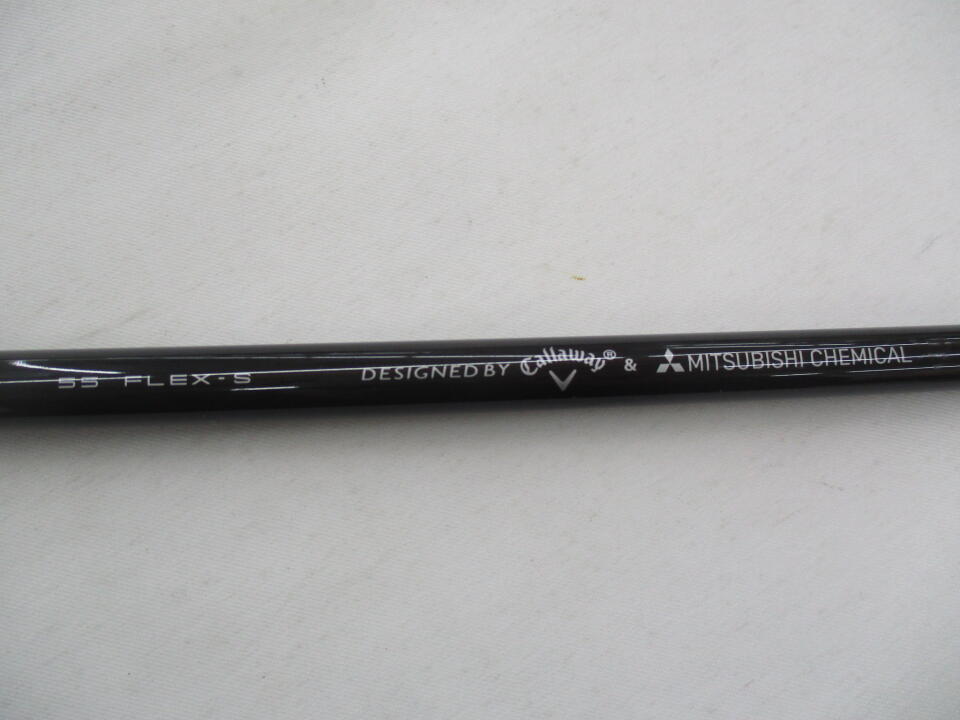 55 FLEX-S DESIGNED BY Callaway® & MITSUBISHI CHEMICAL